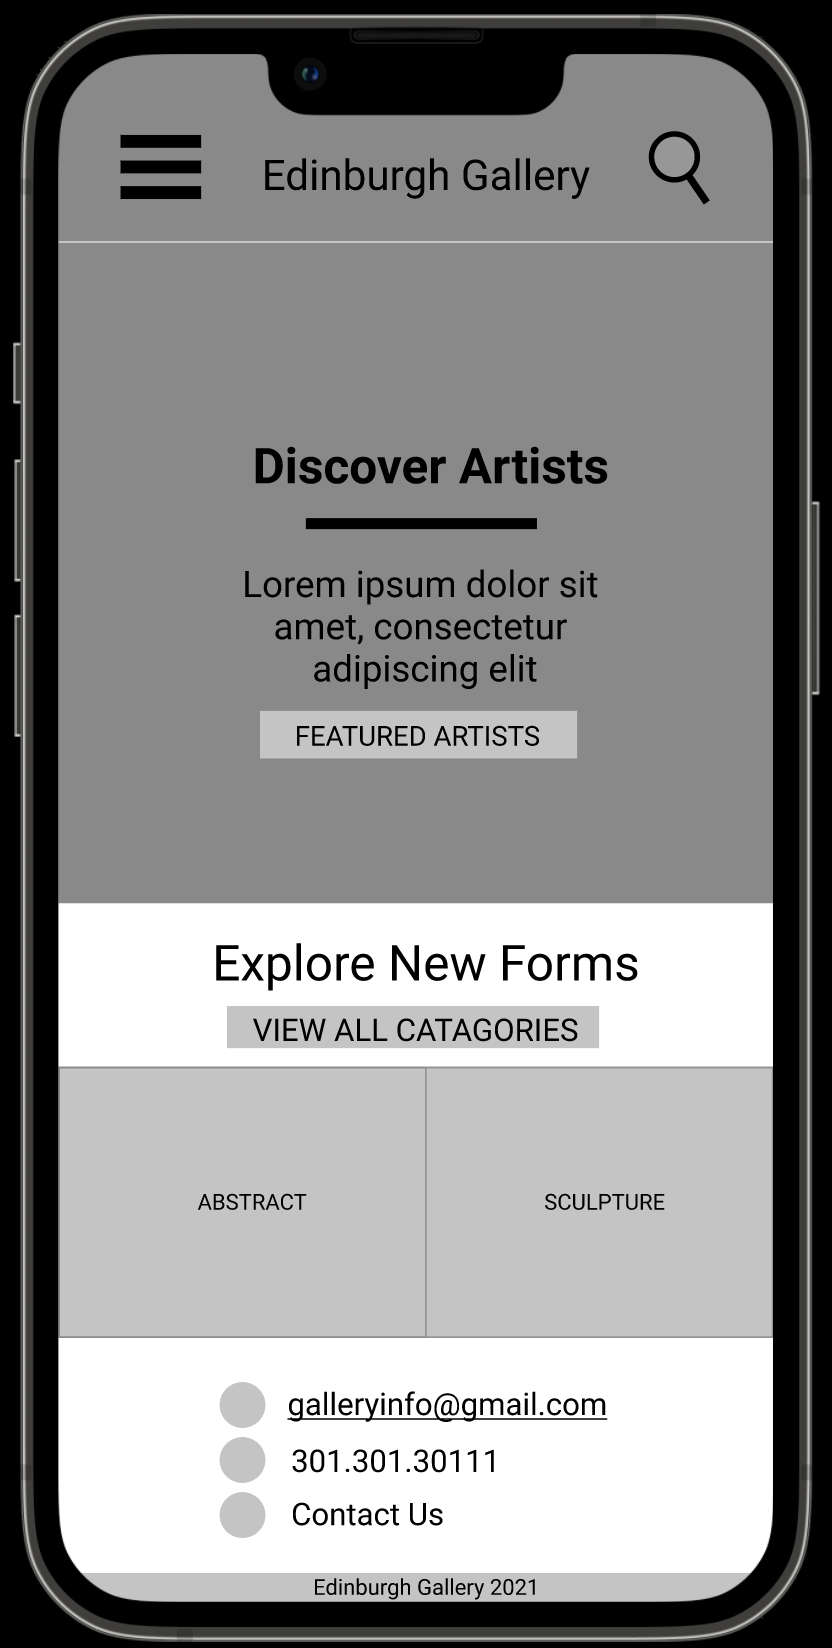 Edinburgh Gallery
Discover Artists
Lorem ipsum dolor sit
amet, consectetur
adipiscing elit
FEATURED ARTISTS
Explore New Forms
VIEW ALL CATAGORIES
ABSTRACT
SCULPTURE
galleryinfo@gmail.com
301.301.30111
Contact Us
Edinburgh Gallery 2021